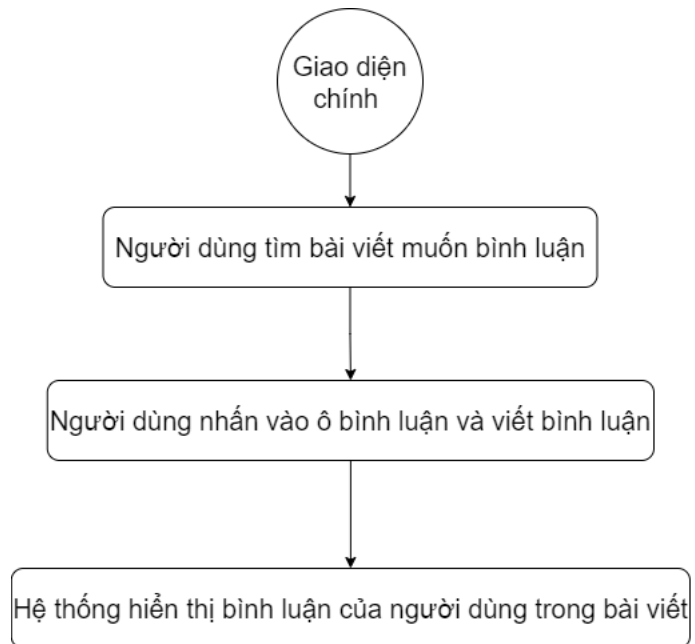 Giao diện
chính
Người dùng tìm bài viết muốn bình luận
Người dùng nhấn vào ô bình luận và viết bình luận
Hệ thống hiển thị bình luận của người dùng trong bài viết